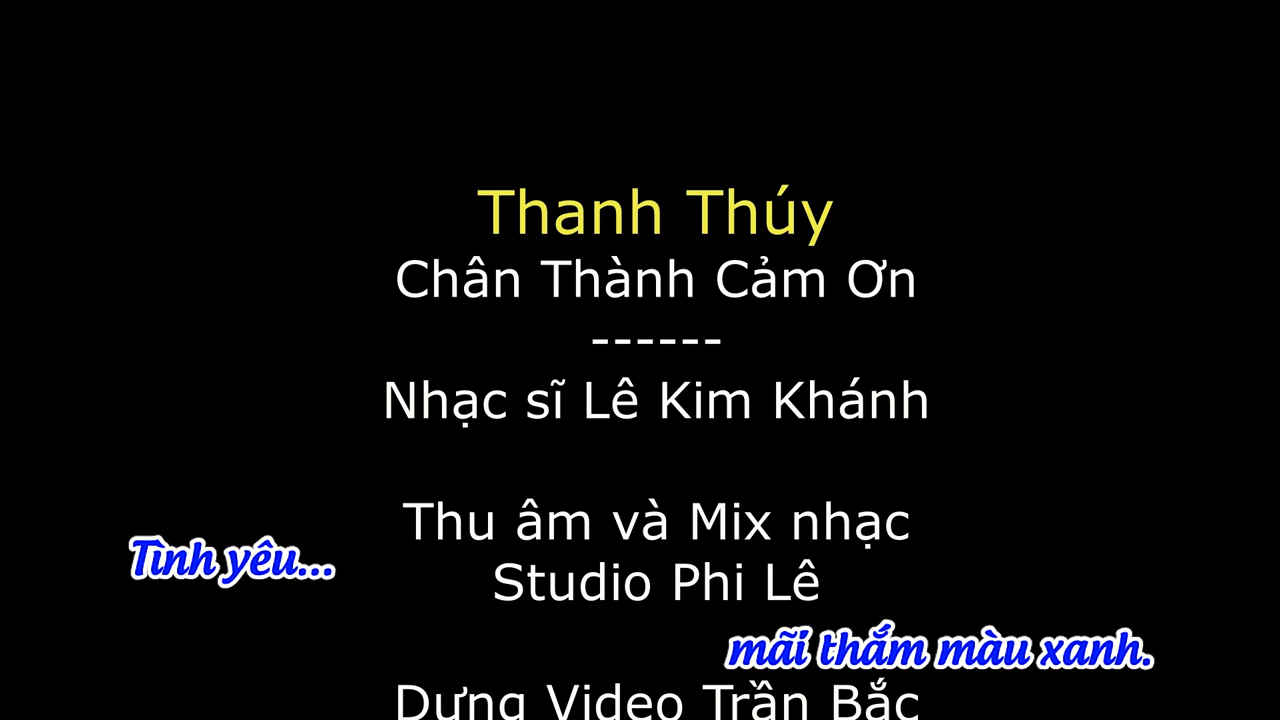 Thanh Thúy
Chân Thành Cảm Ơn
------
Nhạc sĩ Lê Kim Khánh
Thu âm và Mix nhạc
Tình yêu...
Studio Phi Lê
mãi thắm màu xanh.
Dựng Video Trần Bắc